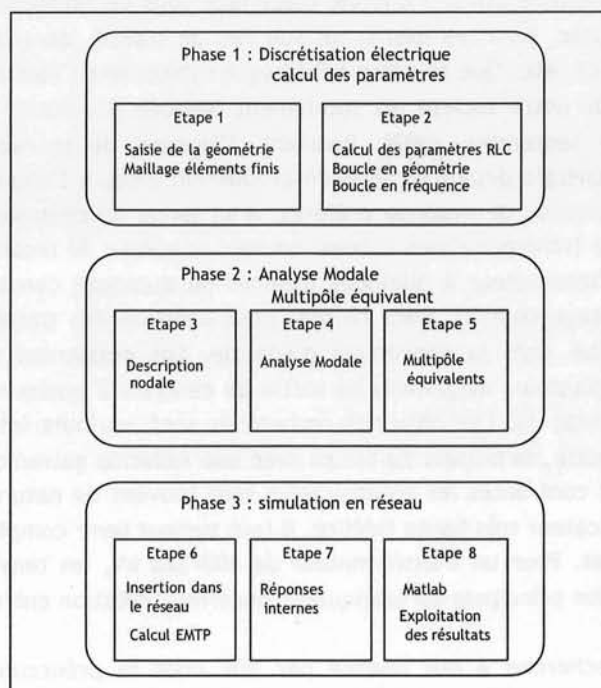 Phase 1 : Discrétisation électrique
calcul des paramètres
Etape 1
Saisie de la géométrie
Maillage éléments finis
Etape 2
Calcul des paramètres RLC
Boucle en géométrie
Boucle en fréquence
Phase 2 : Analyse Modale
Multipôle équivalent
Etape 3
Description
nodale
Etape 4
Analyse Modale
Etape 5
Multipôle
équivalents
Phase 3 : simulation en réseau
Etape 6
Insertion dans
le réseau
Calcul EMTP
Etape 7
Réponses
internes
Etape 8
Matlab
Exploitation
des résultats